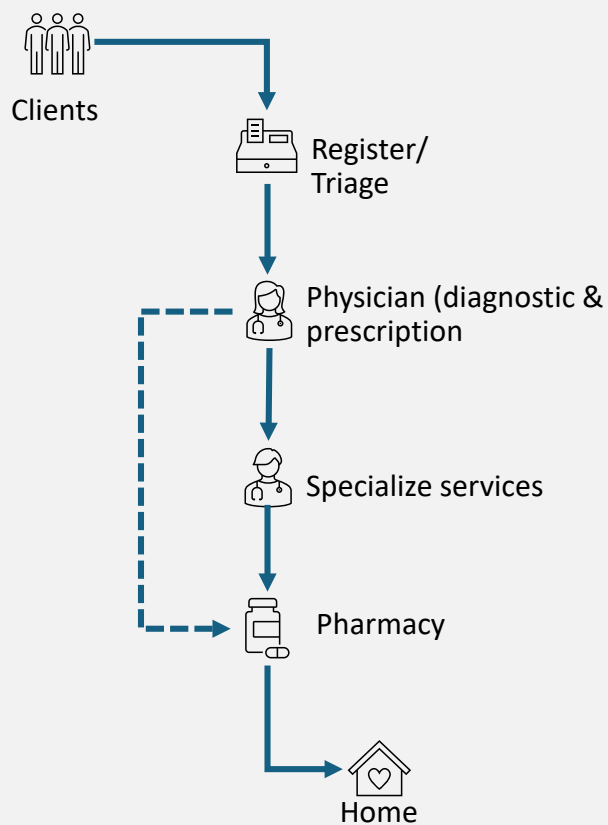 Clients
Register/
Triage
Physician (diagnostic &
prescription
Specialize services
Pharmacy
Home